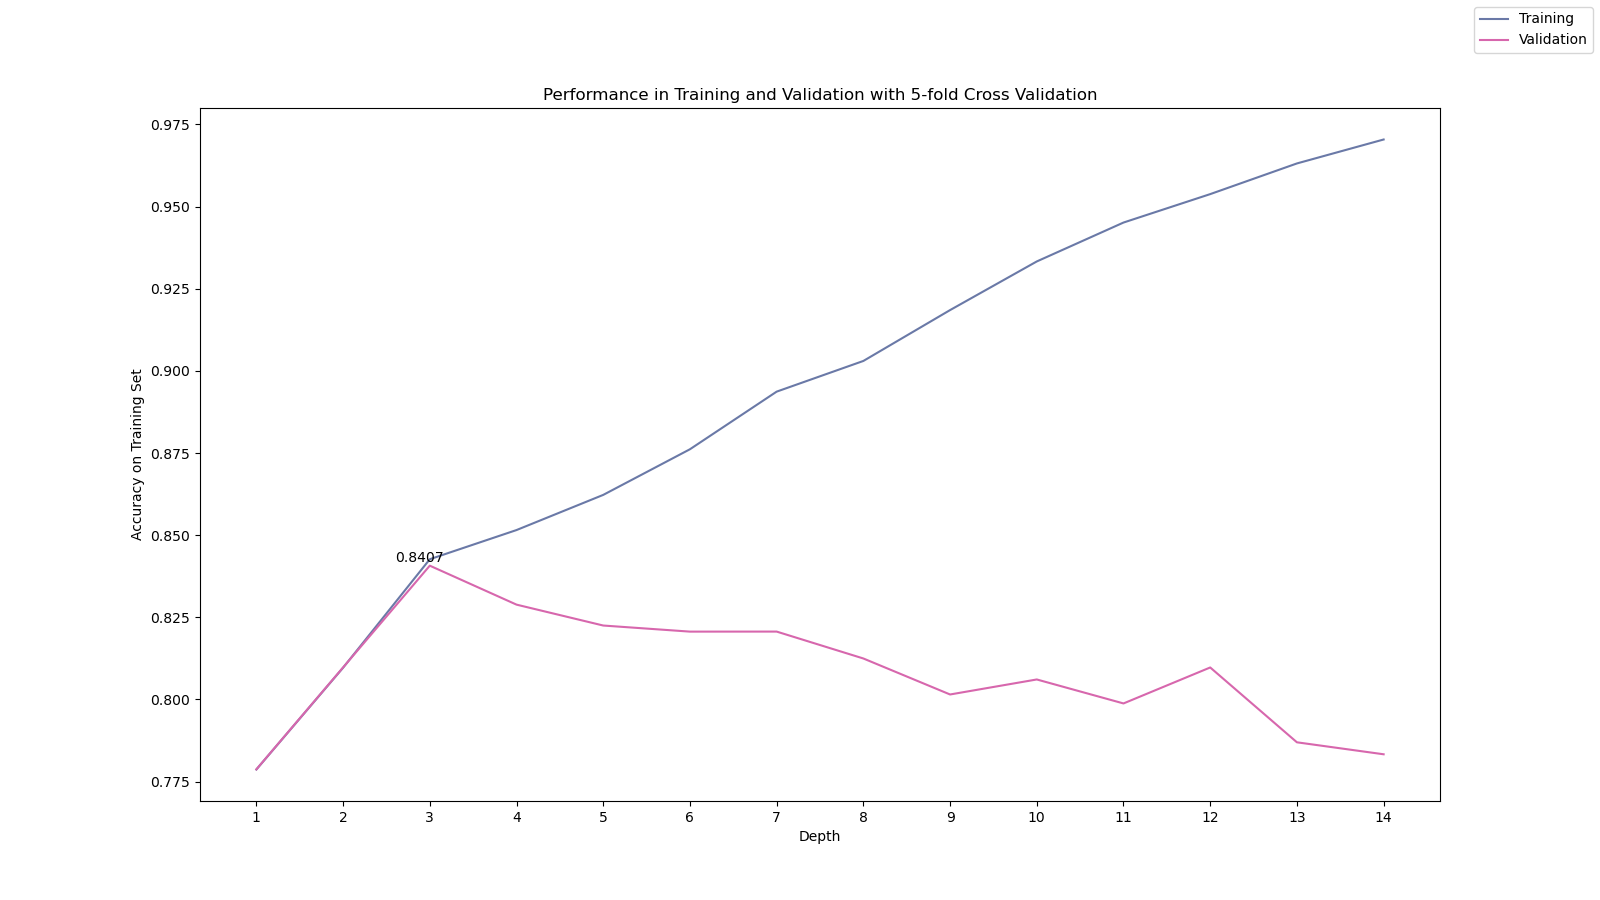 Training
Validation
Performance in Training and Validation with 5-fold Cross Validation
0.975
0.950
0.925
0.900
0.875
0.850
0.825
0.800
0.775
Accuracy on Training Set
0.8407
1 2 3 4 5 6 7 8 9 10 11 12 13 14
Depth